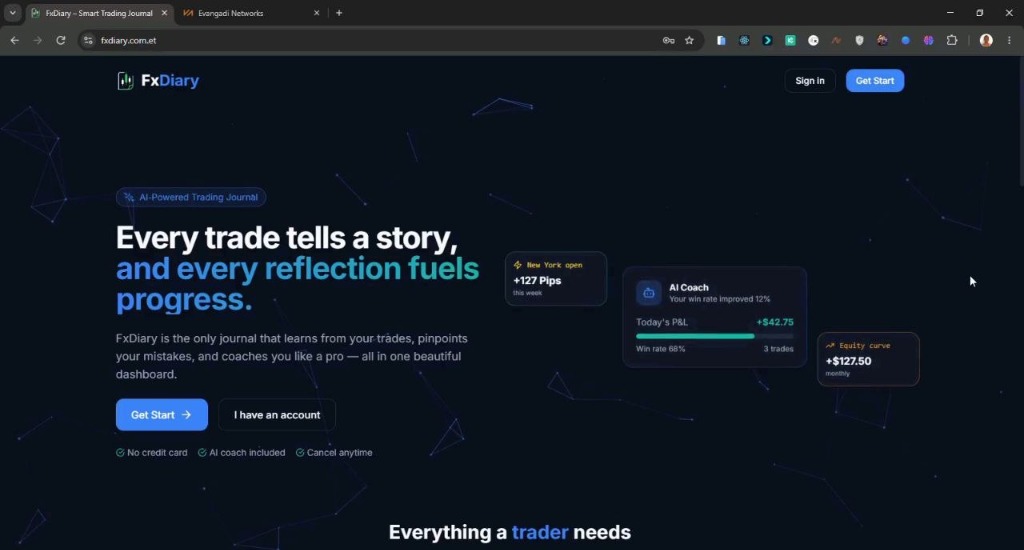 FxDiary – Smart Trading Journal
Evangadi Networks
fxdiary.com.et
FxDiary
Sign in
Get Start
AI-Powered Trading Journal
Every trade tells a story,
and every reflection fuels
progress.
FxDiary is the only journal that learns from your trades, pinpoints
your mistakes, and coaches you like a pro — all in one beautiful
dashboard.
Get Start →
I have an account
No credit card
AI coach included
Cancel anytime
New York open
+127 Pips
this week
AI Coach
Your win rate improved 12%
Today's P&L
+$42.75
Win rate 68%
3 trades
Equity curve
+$127.50
monthly
Everything a trader needs